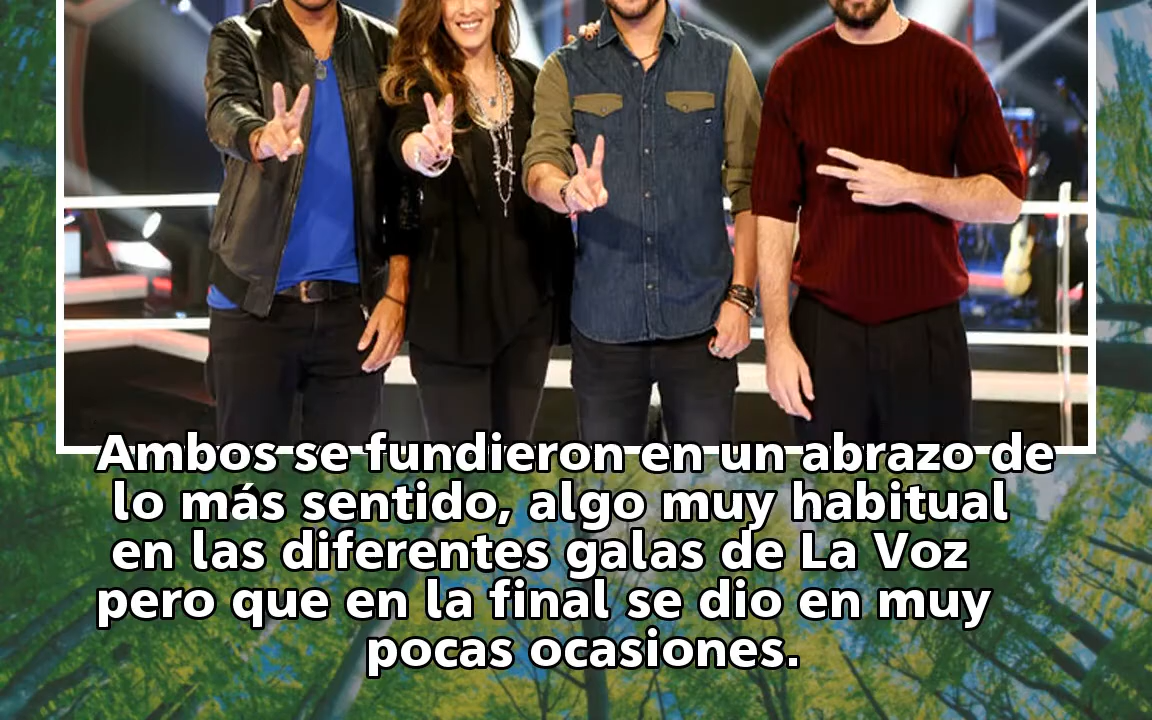 Ambos se fundieron en un abrazo de
lo más sentido, algo muy habitual
en las diferentes galas de La Voz
pero que en la final se dio en muy
pocas ocasiones.